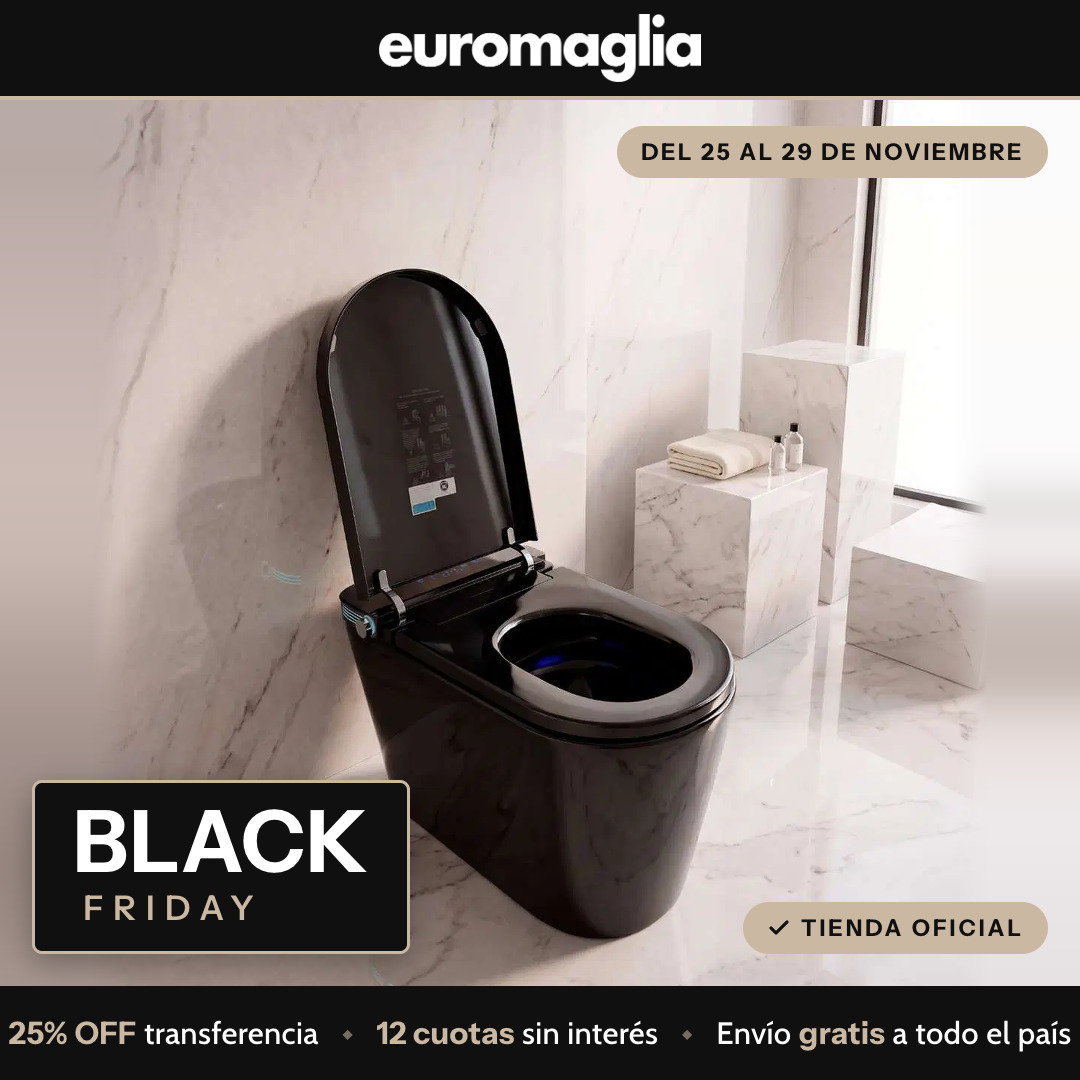 euromaglia
DEL 25 AL 29 DE NOVIEMBRE
BLACK
FRIDAY
✓ TIENDA OFICIAL
25% OFF transferencia ◆ 12 cuotas sin interés ◆ Envío gratis a todo el país